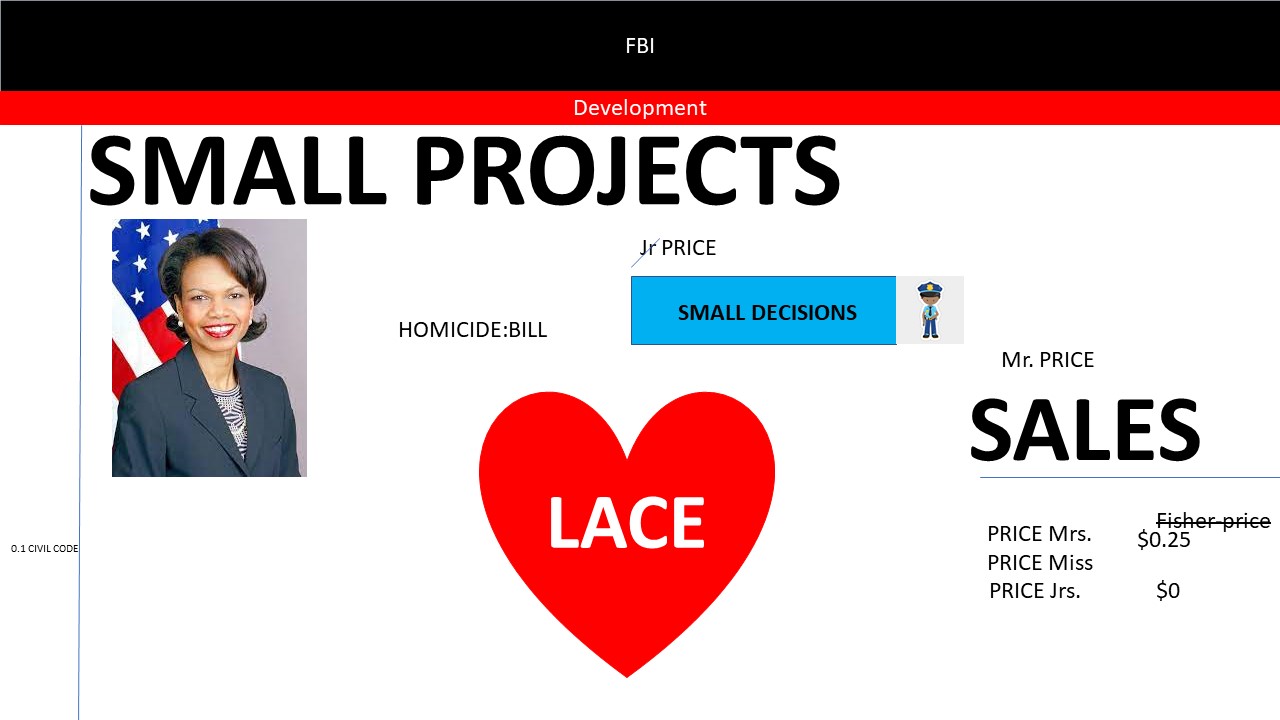 FBI
Development
SMALL PROJECTS
Jr PRICE
SMALL DECISIONS
HOMICIDE:BILL
Mr. PRICE
SALES
LACE
Fisher-price
PRICE Mrs. $0.25
0.1 CIVIL CODE
PRICE Miss
PRICE Jrs. $0